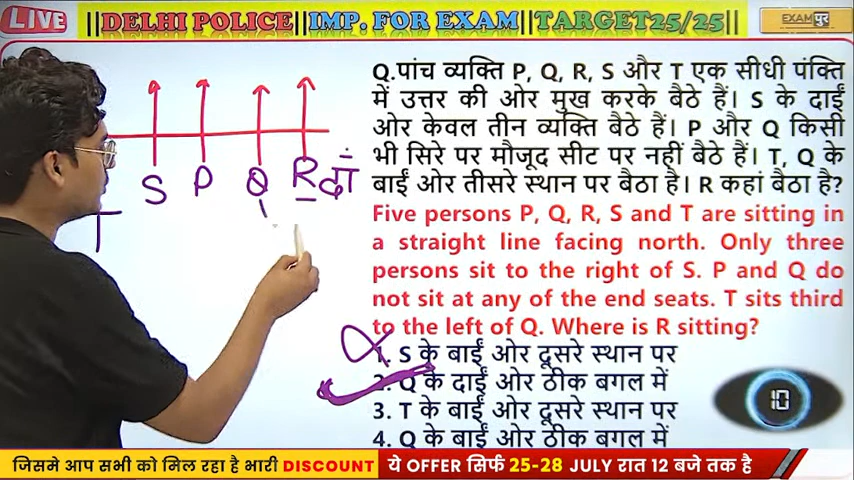 LIVE ||DELHI POLICE||IMP. FOR EXAM||TARGET25/25|| EXAMपुर
Q.पांच व्यक्ति P, Q, R, S और T एक सीधी पंक्ति
में उत्तर की ओर मुख करके बैठे हैं। S के दाईं
ओर केवल तीन व्यक्ति बैठे हैं। P और Q किसी
भी सिरे पर मौजूद सीट पर नहीं बैठे हैं। T, Q के
बाईं ओर तीसरे स्थान पर बैठा है। R कहां बैठा है?
Five persons P, Q, R, S and T are sitting in
a straight line facing north. Only three
persons sit to the right of S. P and Q do
not sit at any of the end seats. T sits third
to the left of Q. Where is R sitting?
1. S के बाईं ओर दूसरे स्थान पर
2. Q के दाईं ओर ठीक बगल में
3. T के बाईं ओर दूसरे स्थान पर
4. Q के बाईं ओर ठीक बगल में
T S P Q R दां
10
जिसमे आप सभी को मिल रहा है भारी DISCOUNT ये OFFER सिर्फ 25-28 JULY रात 12 बजे तक है